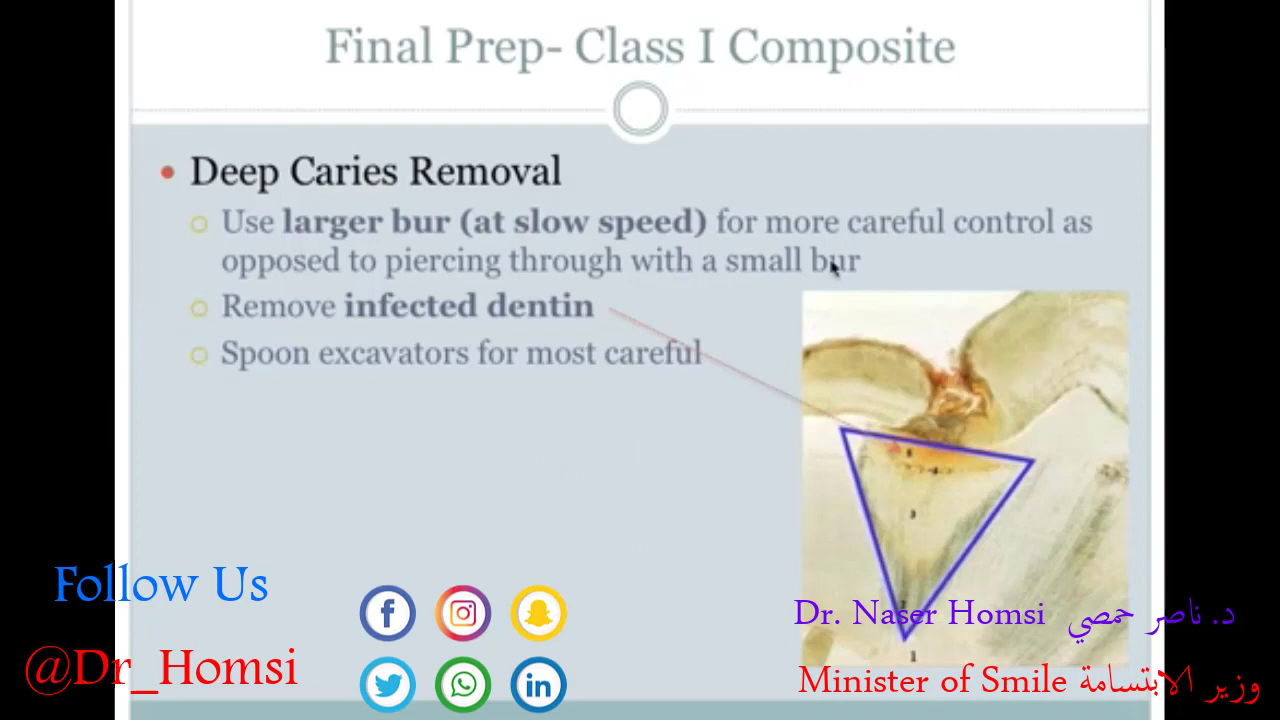 Final Prep- Class I Composite
Deep Caries Removal
Use larger bur (at slow speed) for more careful control as
opposed to piercing through with a small bur
Remove infected dentin
Spoon excavators for most careful
3
1
Follow Us
@Dr_Homsi
Dr. Naser Homsi د. ناصر حمصي
Minister of Smile وزير الابتسامة